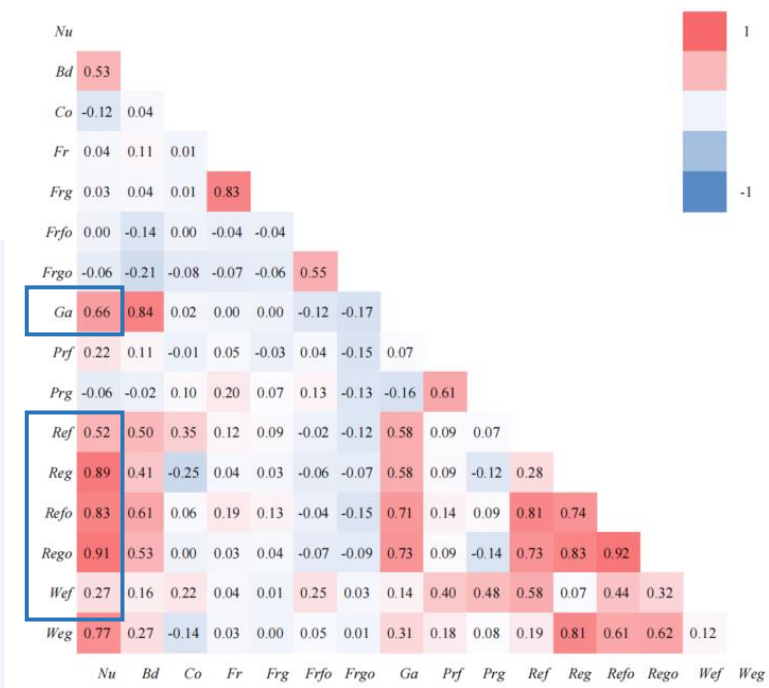 Nu 1
Bd 0.53
Co -0.12 0.04
Fr 0.04 0.11 0.01
Frg 0.03 0.04 0.01 0.83 -1
Frfo 0.00 -0.14 0.00 -0.04 -0.04
Frgo -0.06 -0.21 -0.08 -0.07 -0.06 0.55
Ga 0.66 0.84 0.02 0.00 0.00 -0.12 -0.17
Prf 0.22 0.11 -0.01 0.05 -0.03 0.04 -0.15 0.07
Prg -0.06 -0.02 0.10 0.20 0.07 0.13 -0.13 -0.16 0.61
Ref 0.52 0.50 0.35 0.12 0.09 -0.02 -0.12 0.58 0.09 0.07
Reg 0.89 0.41 -0.25 0.04 0.03 -0.06 -0.07 0.58 0.09 -0.12 0.28
Refo 0.83 0.61 0.06 0.19 0.13 -0.04 -0.15 0.71 0.14 0.09 0.81 0.74
Rego 0.91 0.53 0.00 0.03 0.04 -0.07 -0.09 0.73 0.09 -0.14 0.73 0.83 0.92
Wef 0.27 0.16 0.22 0.04 0.01 0.25 0.03 0.14 0.40 0.48 0.58 0.07 0.44 0.32
Weg 0.77 0.27 -0.14 0.03 0.00 0.05 0.01 0.31 0.18 0.08 0.19 0.81 0.61 0.62 0.12
Nu Bd Co Fr Frg Frfo Frgo Ga Prf Prg Ref Reg Refo Rego Wef Weg